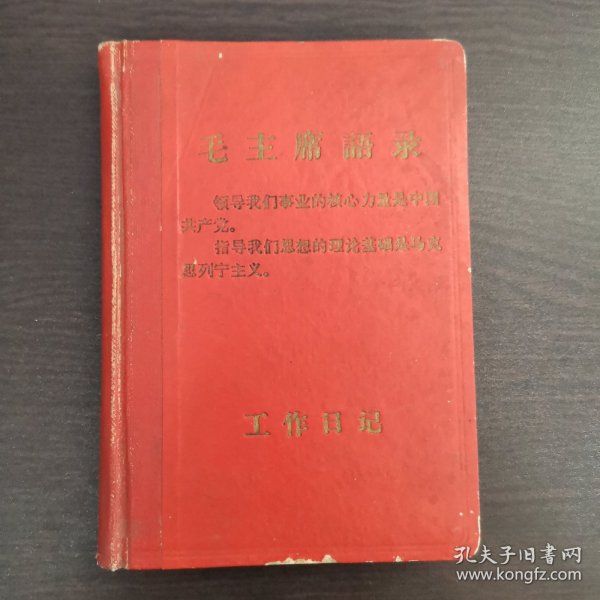 毛主席語录
领导我们事业的核心力量是中国
共产党。
指导我们思想的理论基础是马克
思列宁主义。
工作日记
孔夫子旧書网
www.kongfz.com